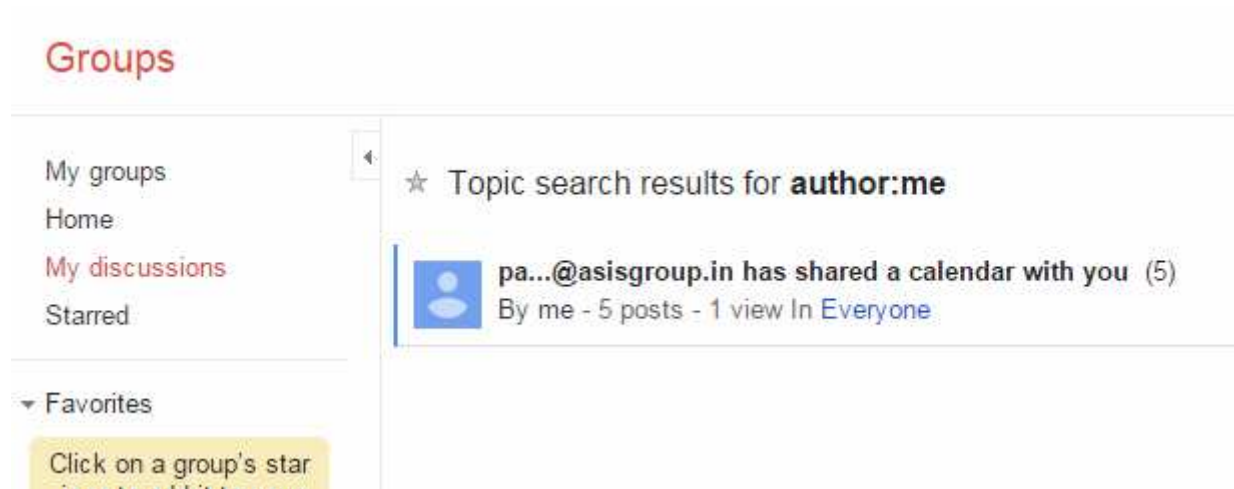 Groups
My groups
Home
My discussions
Starred
Favorites
Click on a group's star
Topic search results for author:me
pa...@asisgroup.in has shared a calendar with you (5)
By me - 5 posts - 1 view In Everyone